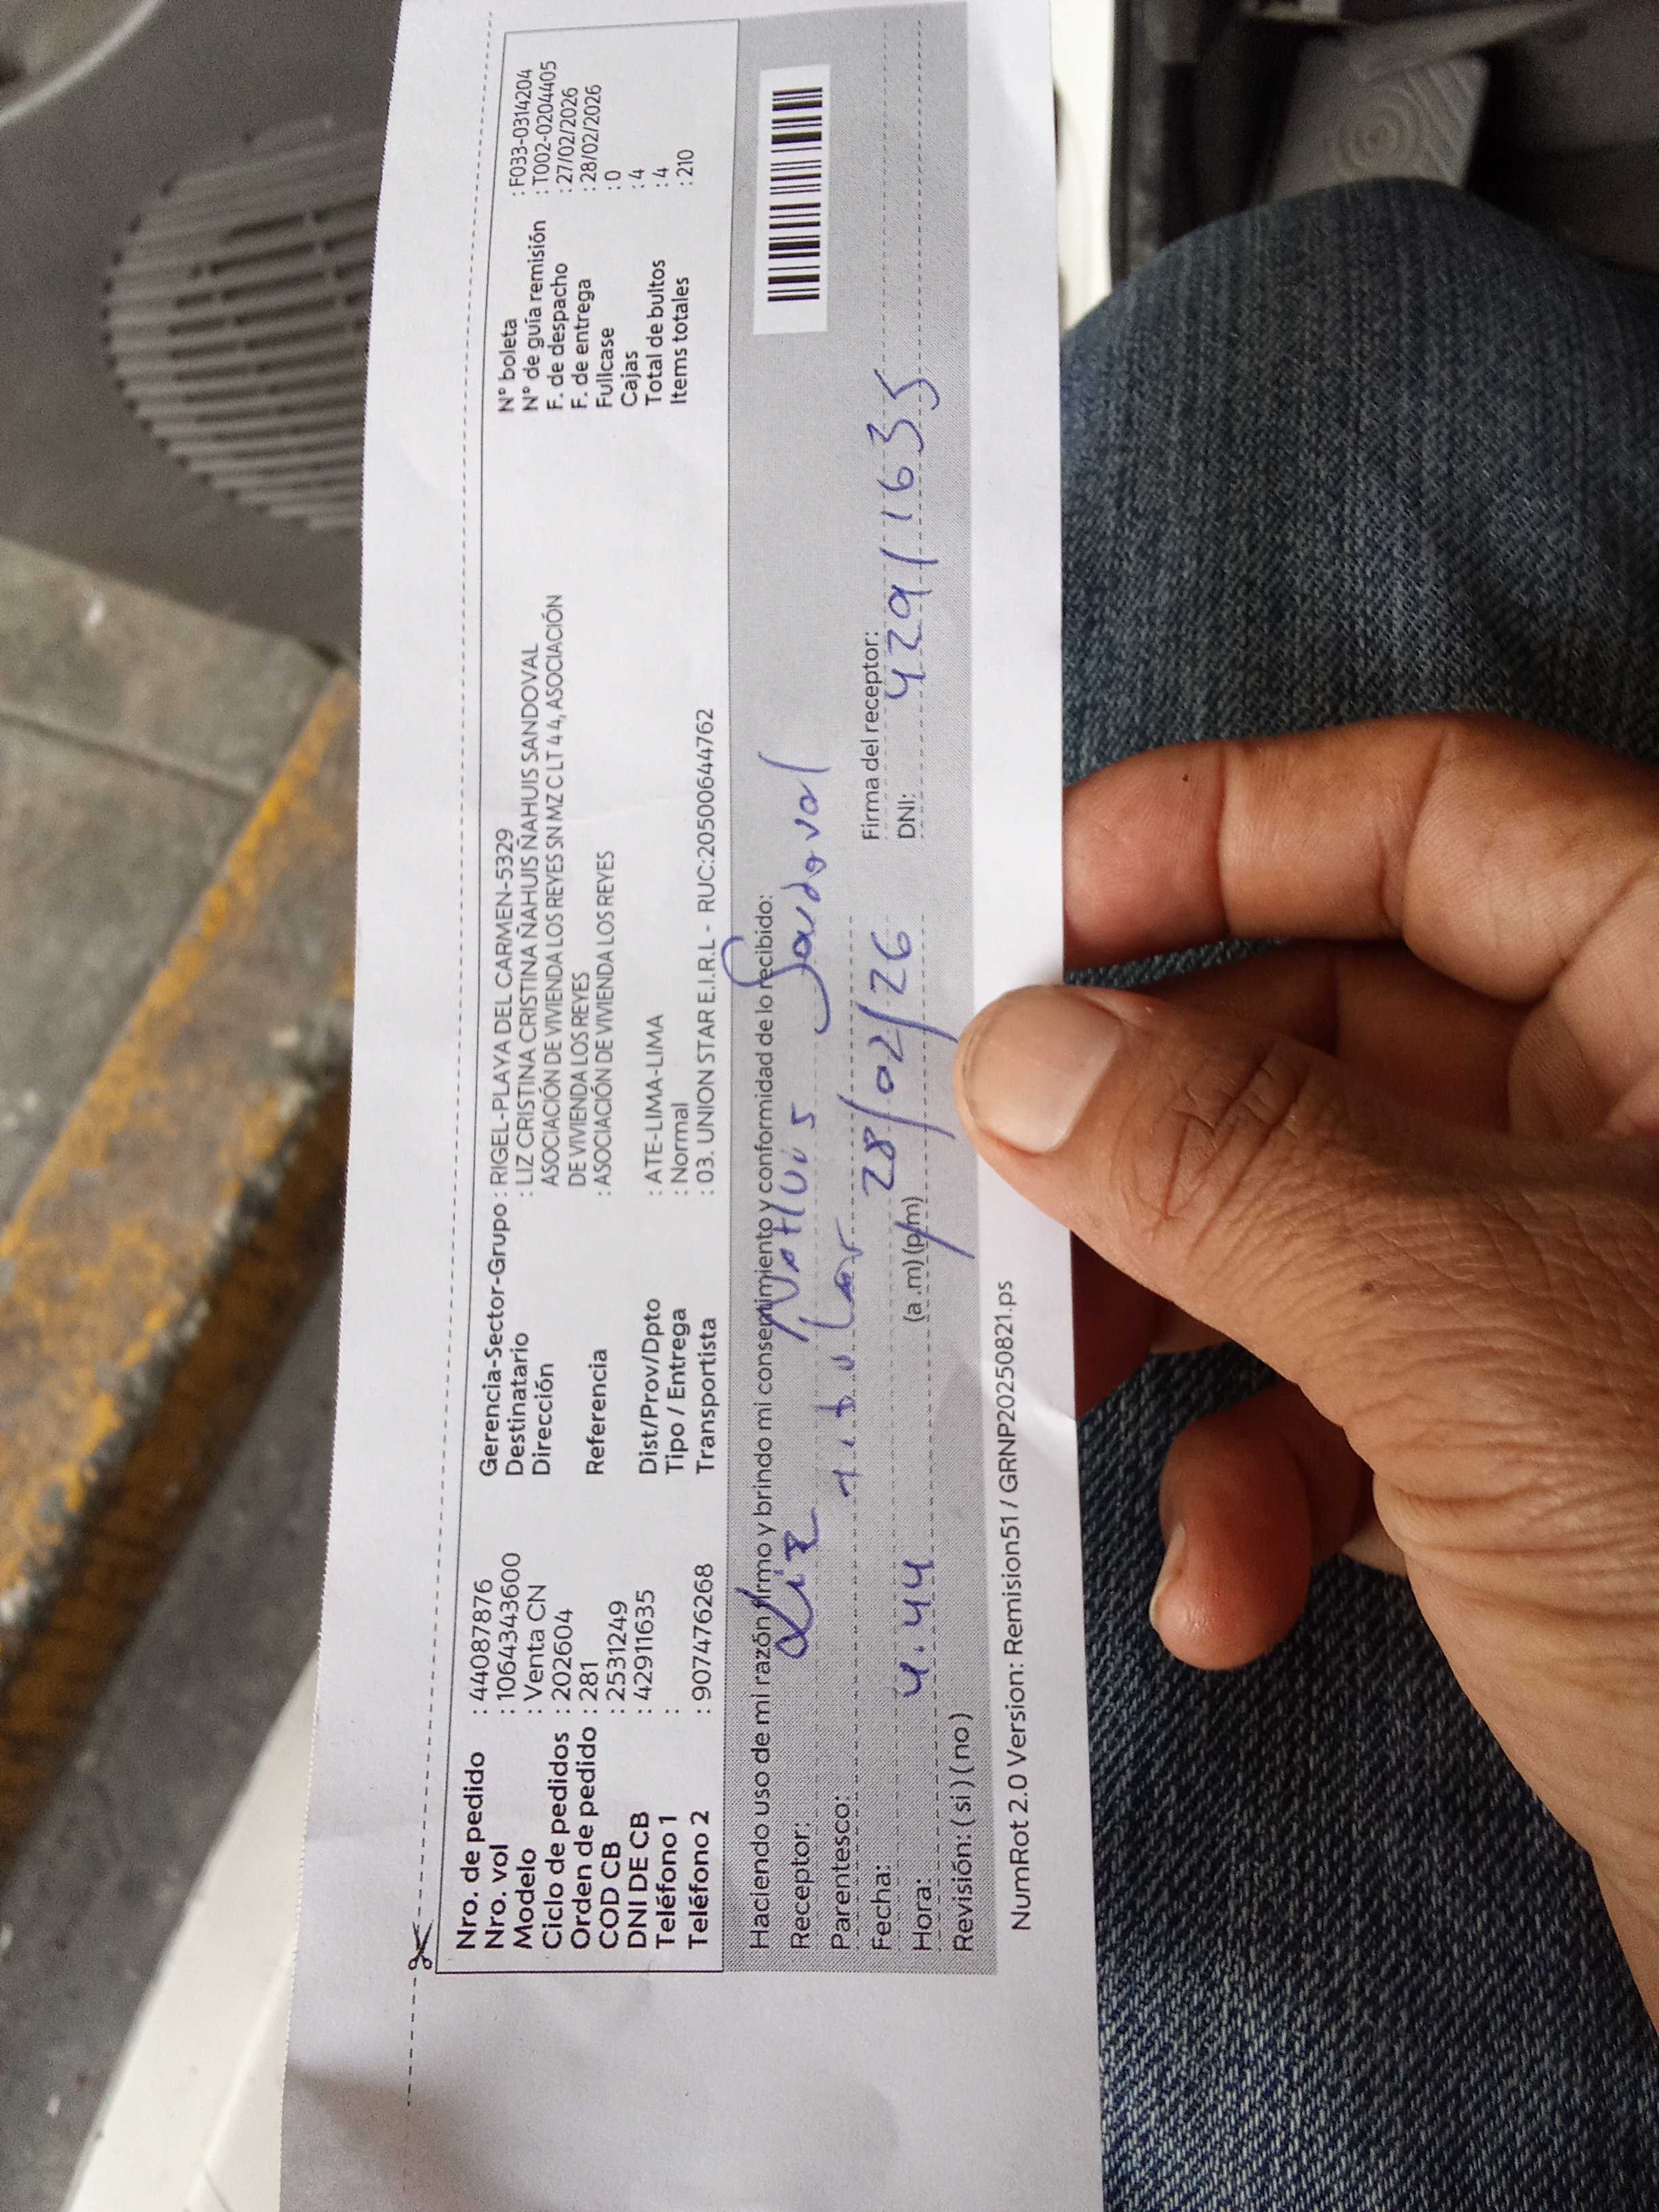 Nro. de pedido : 44087876
Nro. vol : 1064343600
Modelo : Venta CN
Ciclo de pedidos : 202604
Orden de pedido : 281
COD CB : 2531249
DNI DE CB : 42911635
Teléfono 1 :
Teléfono 2 : 907476268
Gerencia-Sector-Grupo : RIGEL-PLAYA DEL CARMEN-5329
Destinatario : LIZ CRISTINA CRISTINA ÑAHUIS ÑAHUIS SANDOVAL
Dirección ASOCIACIÓN DE VIVIENDA LOS REYES SN MZ C LT 4 4, ASOCIACIÓN
DE VIVIENDA LOS REYES
Referencia : ASOCIACIÓN DE VIVIENDA LOS REYES
Dist/Prov/Dpto : ATE-LIMA-LIMA
Tipo / Entrega : Normal
Transportista : 03. UNION STAR E.I.R.L - RUC:20500644762
N° boleta : F033-0314204
N° de guía remisión : T002-0204405
F. de despacho : 27/02/2026
F. de entrega : 28/02/2026
Fullcase : 0
Cajas : 4
Total de bultos : 4
Items totales : 210
Haciendo uso de mi razón firmo y brindo mi consentimiento y conformidad de lo recibido:
Receptor: Liz Ñahuis Sandoval
Parentesco: titular
Fecha: 28/02/26 Firma del receptor:
Hora: 4.44 (a.m) (p/m) DNI: 42911635
Revisión: ( si ) ( no )
NumRot 2.0 Version: Remision51 / GRNP20250821.ps